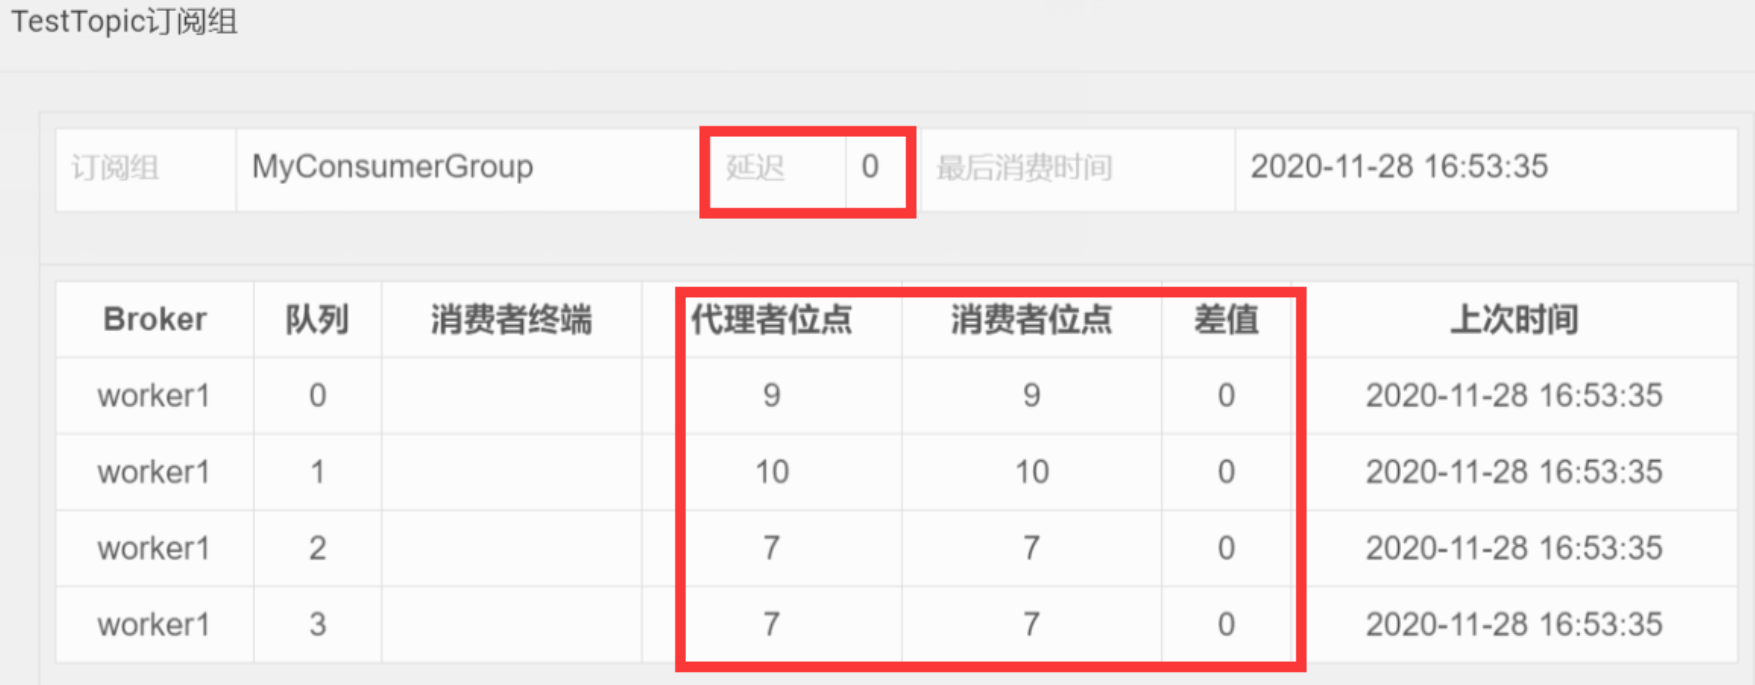 TestTopic订阅组
订阅组 MyConsumerGroup 延迟 0 最后消费时间 2020-11-28 16:53:35
Broker 队列 消费者终端 代理者位点 消费者位点 差值 上次时间
worker1 0 9 9 0 2020-11-28 16:53:35
worker1 1 10 10 0 2020-11-28 16:53:35
worker1 2 7 7 0 2020-11-28 16:53:35
worker1 3 7 7 0 2020-11-28 16:53:35